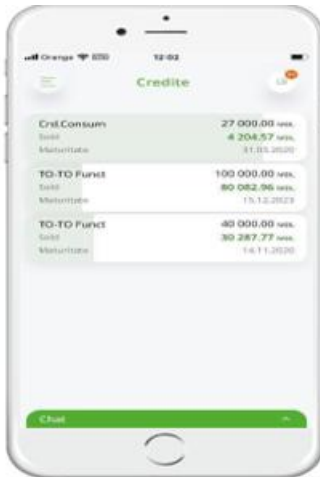 Orange
12:02
Credite
Crd.Consum 27 000.00 MDL
Sold 4 204.57 MDL
Maturitate 31.03.2020
TO-TO Funct 100 000.00 MDL
Sold 80 082.96 MDL
Maturitate 15.12.2023
TO-TO Funct 40 000.00 MDL
Sold 30 287.77 MDL
Maturitate 14.11.2020
Chat